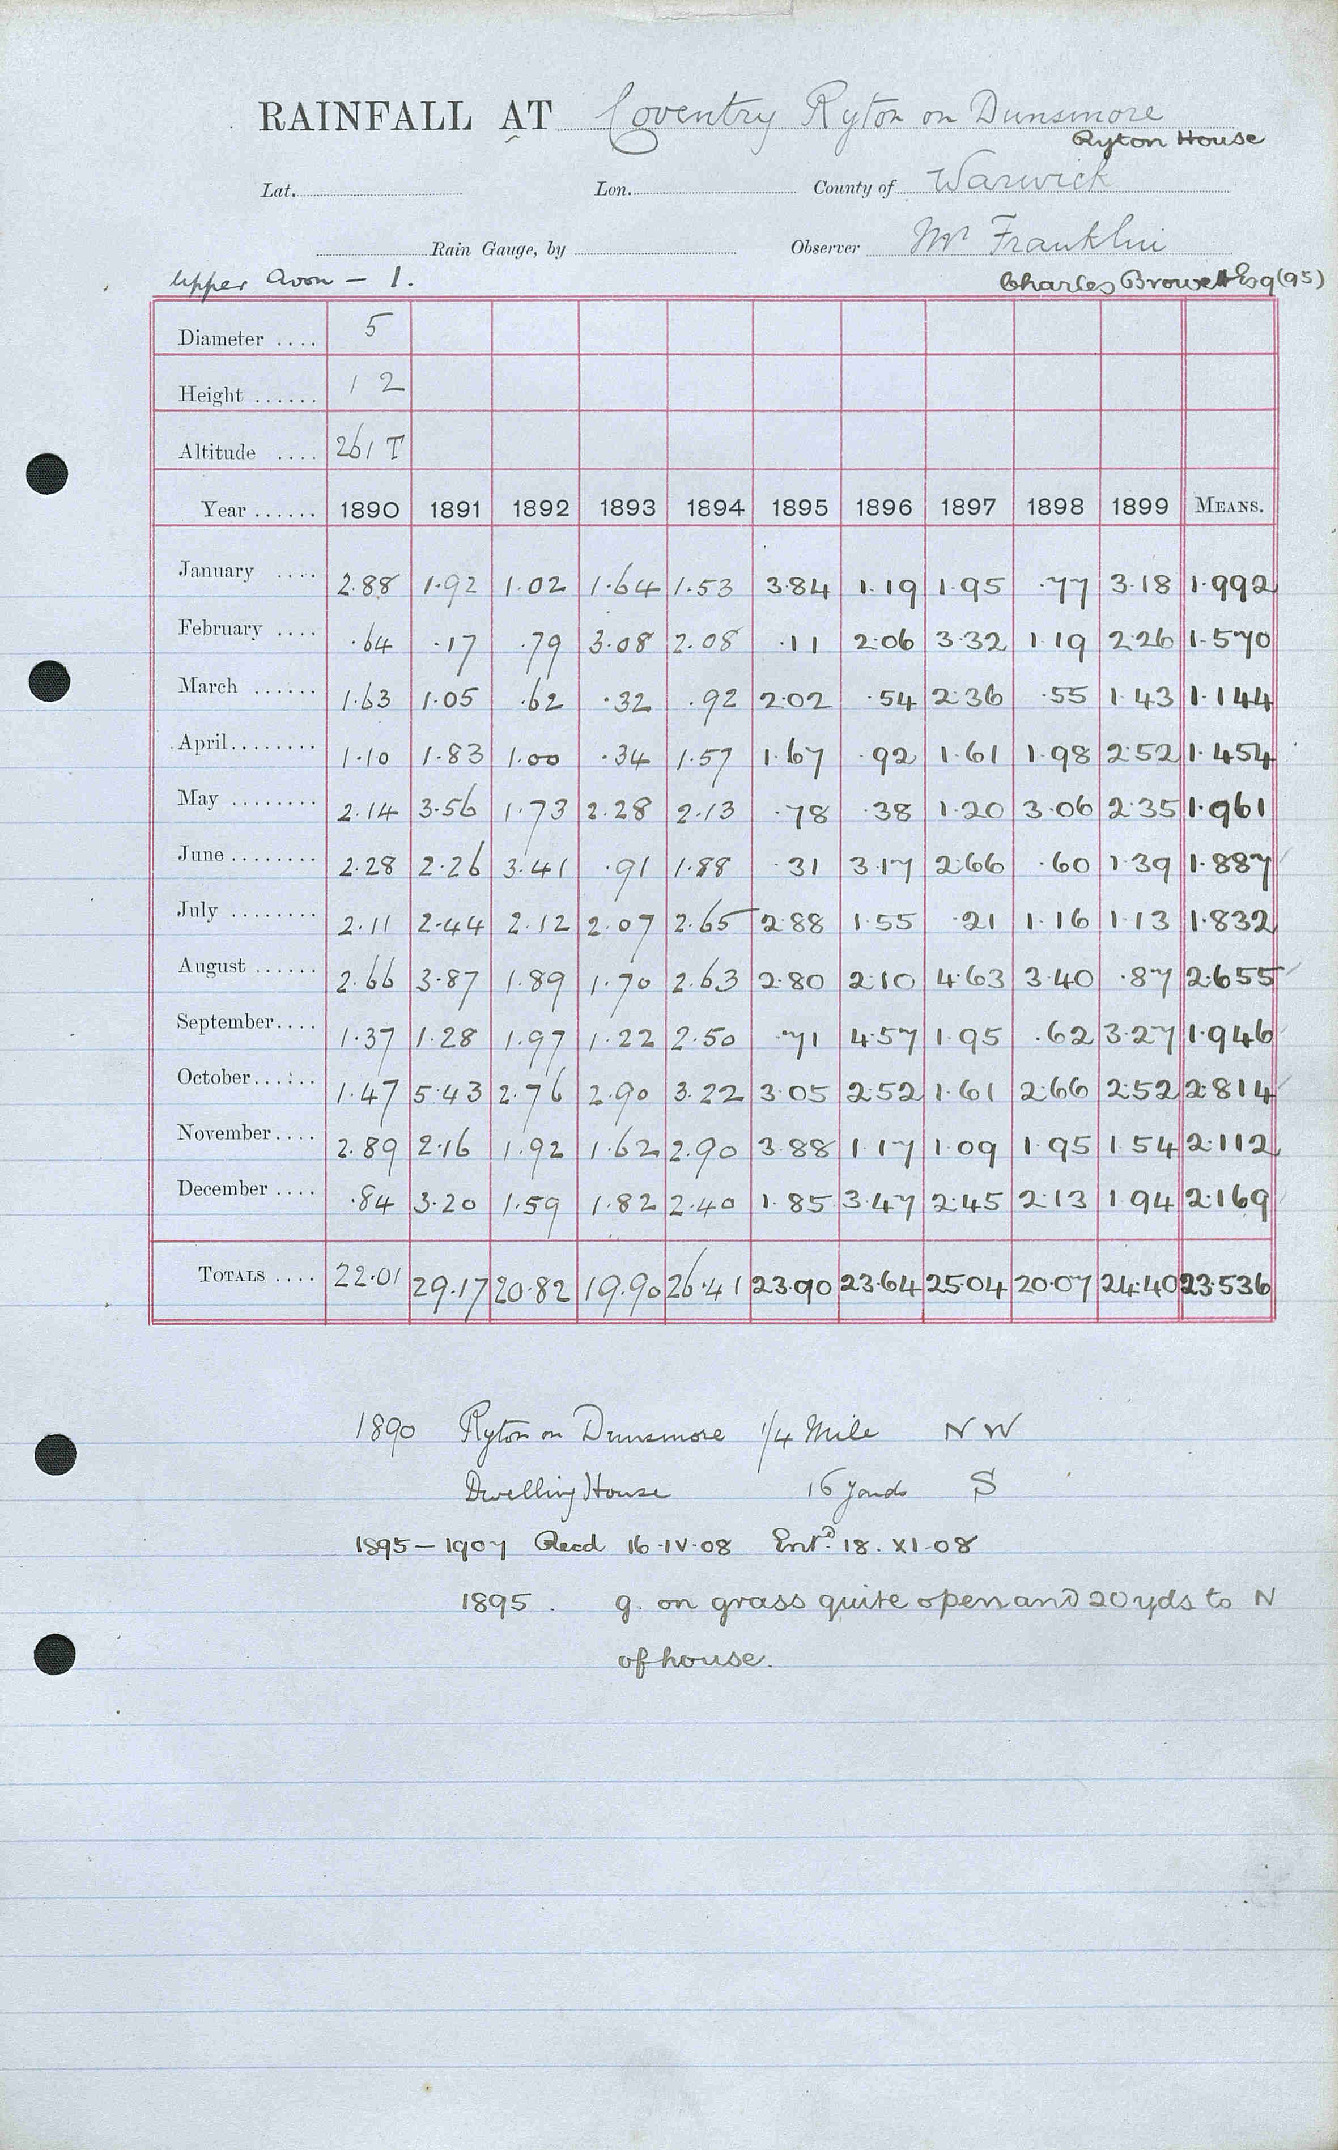 RAINFALL AT Coventry Ryton on Dunsmore
Ryton House
Lat. Lon. County of Warwick
Rain Gauge, by Observer Mr Franklin
Upper Avon – 1. Charles Browett Esq (95)
Diameter .... 5
Height ...... 1 2
Altitude .... 261 T
Year ...... 1890 1891 1892 1893 1894 1895 1896 1897 1898 1899 MEANS.
January .... 2.88 1.92 1.02 1.64 1.53 3.84 1.19 1.95 .77 3.18 1.992
February .... .64 .17 .79 3.08 2.08 .11 2.06 3.32 1.19 2.26 1.570
March ...... 1.63 1.05 .62 .32 .92 2.02 .54 2.36 .55 1.43 1.144
April........ 1.10 1.83 1.00 .34 1.57 1.67 .92 1.61 1.98 2.52 1.454
May ........ 2.14 3.56 1.73 2.28 2.13 .78 .38 1.20 3.06 2.35 1.961
June ........ 2.28 2.26 3.41 .91 1.88 31 3.17 2.66 .60 1.39 1.887
July ........ 2.11 2.44 2.12 2.07 2.65 2.88 1.55 .21 1.16 1.13 1.832
August ...... 2.66 3.87 1.89 1.70 2.63 2.80 2.10 4.63 3.40 .87 2.655
September.... 1.37 1.28 1.97 1.22 2.50 .71 4.57 1.95 .62 3.27 1.946
October...... 1.47 5.43 2.76 2.90 3.22 3.05 2.52 1.61 2.66 2.52 2.814
November.... 2.89 2.16 1.92 1.62 2.90 3.88 1.17 1.09 1.95 1.54 2.112
December .... .84 3.20 1.59 1.82 2.40 1.85 3.47 2.45 2.13 1.94 2.169
TOTALS .... 22.01 29.17 20.82 19.90 26.41 23.90 23.64 25.04 20.07 24.40 23.536
1890 Ryton on Dunsmore 1/4 Mile N W
Dwelling House 16 yards S
1895 – 1907 Recd 16.IV.08 Entd. 18.XI.08
1895. g. on grass quite open and 20 yds to N
of house.